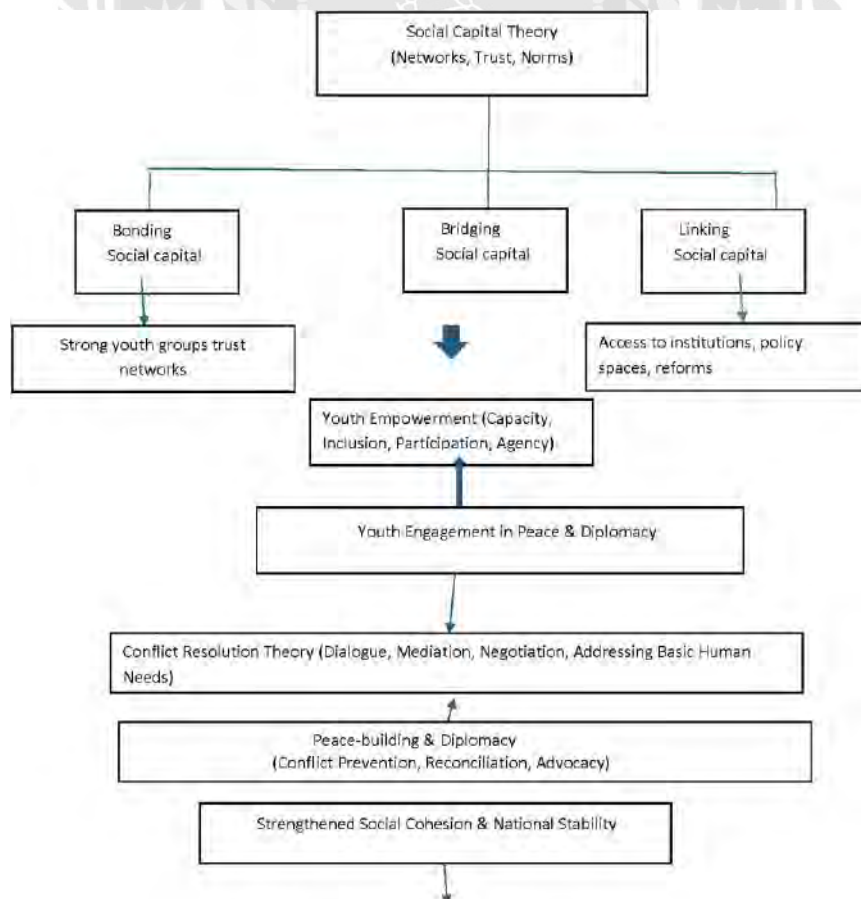 Social Capital Theory
(Networks, Trust, Norms)
Bonding
Social capital
Bridging
Social capital
Linking
Social capital
Strong youth groups trust
networks
Access to institutions, policy
spaces, reforms
Youth Empowerment (Capacity,
Inclusion, Participation, Agency)
Youth Engagement in Peace & Diplomacy
Conflict Resolution Theory (Dialogue, Mediation, Negotiation, Addressing Basic Human
Needs)
Peace-building & Diplomacy
(Conflict Prevention, Reconciliation, Advocacy)
Strengthened Social Cohesion & National Stability